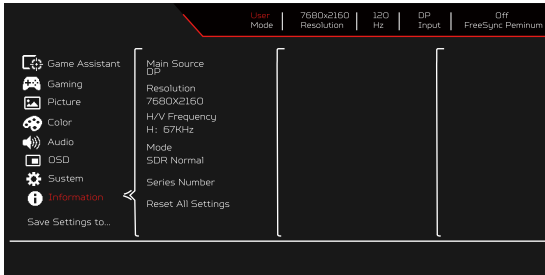 User 7680x2160 120 DP Off
Mode Resolution Hz Input FreeSync Peminum
Game Assistant
Gaming
Picture
Color
Audio
OSD
System
Information
Save Settings to...
Main Source
DP
Resolution
7680X2160
H/V Frequency
H: 67KHz
Mode
SDR Normal
Series Number
Reset All Settings